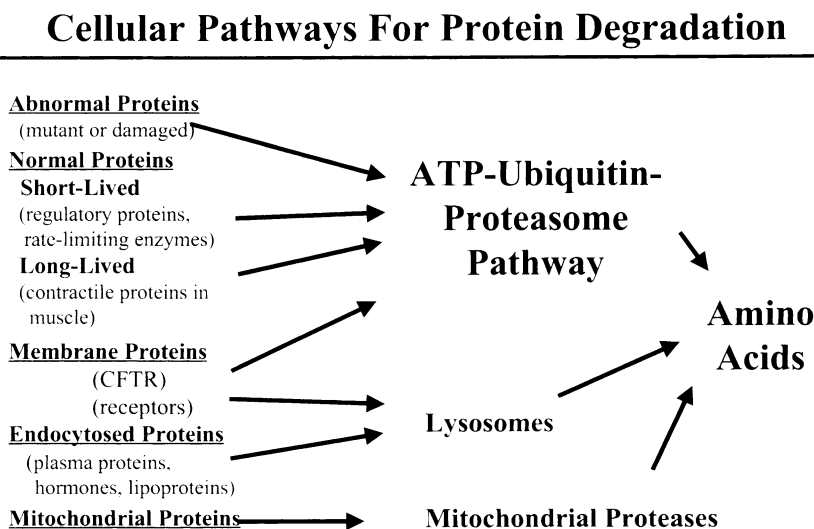 Cellular Pathways For Protein Degradation
Abnormal Proteins
(mutant or damaged)
Normal Proteins
Short-Lived
(regulatory proteins,
rate-limiting enzymes)
Long-Lived
(contractile proteins in
muscle)
Membrane Proteins
(CFTR)
(receptors)
Endocytosed Proteins
(plasma proteins,
hormones, lipoproteins)
Mitochondrial Proteins
ATP-Ubiquitin-
Proteasome
Pathway
Lysosomes
Mitochondrial Proteases
Amino
Acids